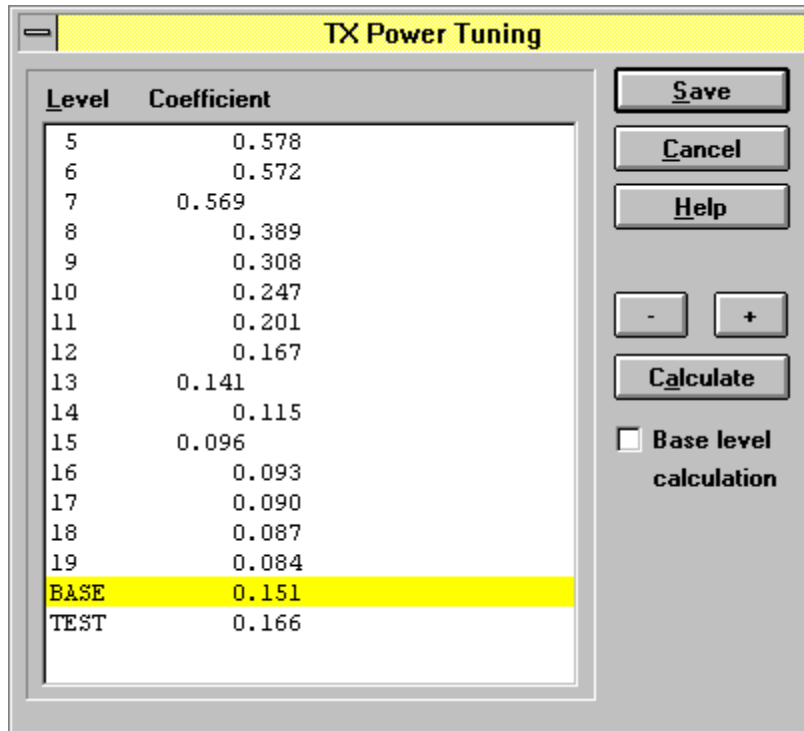 TX Power Tuning
Level Coefficient
5 0.578
6 0.572
7 0.569
8 0.389
9 0.308
10 0.247
11 0.201
12 0.167
13 0.141
14 0.115
15 0.096
16 0.093
17 0.090
18 0.087
19 0.084
BASE 0.151
TEST 0.166
Save
Cancel
Help
- +
Calculate
Base level
calculation